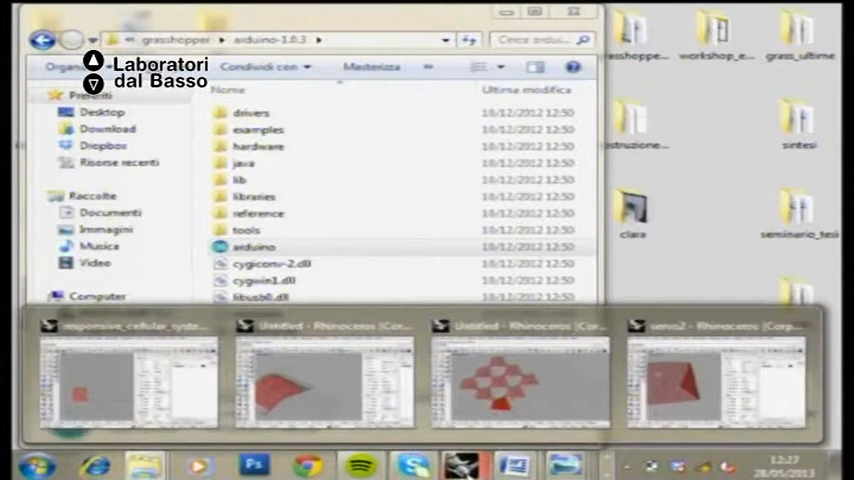 grasshopper ▸ arduino-1.0.3 ▸
Cerca ardui...
Laboratori
dal Basso
Condividi con
Masterizza
Nome
Ultima modifica
Preferiti
Desktop
Download
Dropbox
Risorse recenti
Raccolte
Documenti
Immagini
Musica
Video
Computer
drivers 10/12/2012 12:50
examples 10/12/2012 12:50
hardware 10/12/2012 12:50
java 10/12/2012 12:50
lib 10/12/2012 12:50
libraries 10/12/2012 12:50
reference 10/12/2012 12:50
tools 10/12/2012 12:50
arduino 10/12/2012 12:50
cygiconv-2.dll 10/12/2012 12:50
cygwin1.dll 10/12/2012 12:50
libusb0.dll 10/12/2012 12:50
workshop_e...
grass_ultime
sintesi
clara
seminario_tesi
responsive_cellular_syste...
Untitled - Rhinoceros (Cor...
Untitled - Rhinoceros (Cor...
servo2 - Rhinoceros (Corp...
Ps
12:27
28/05/2013